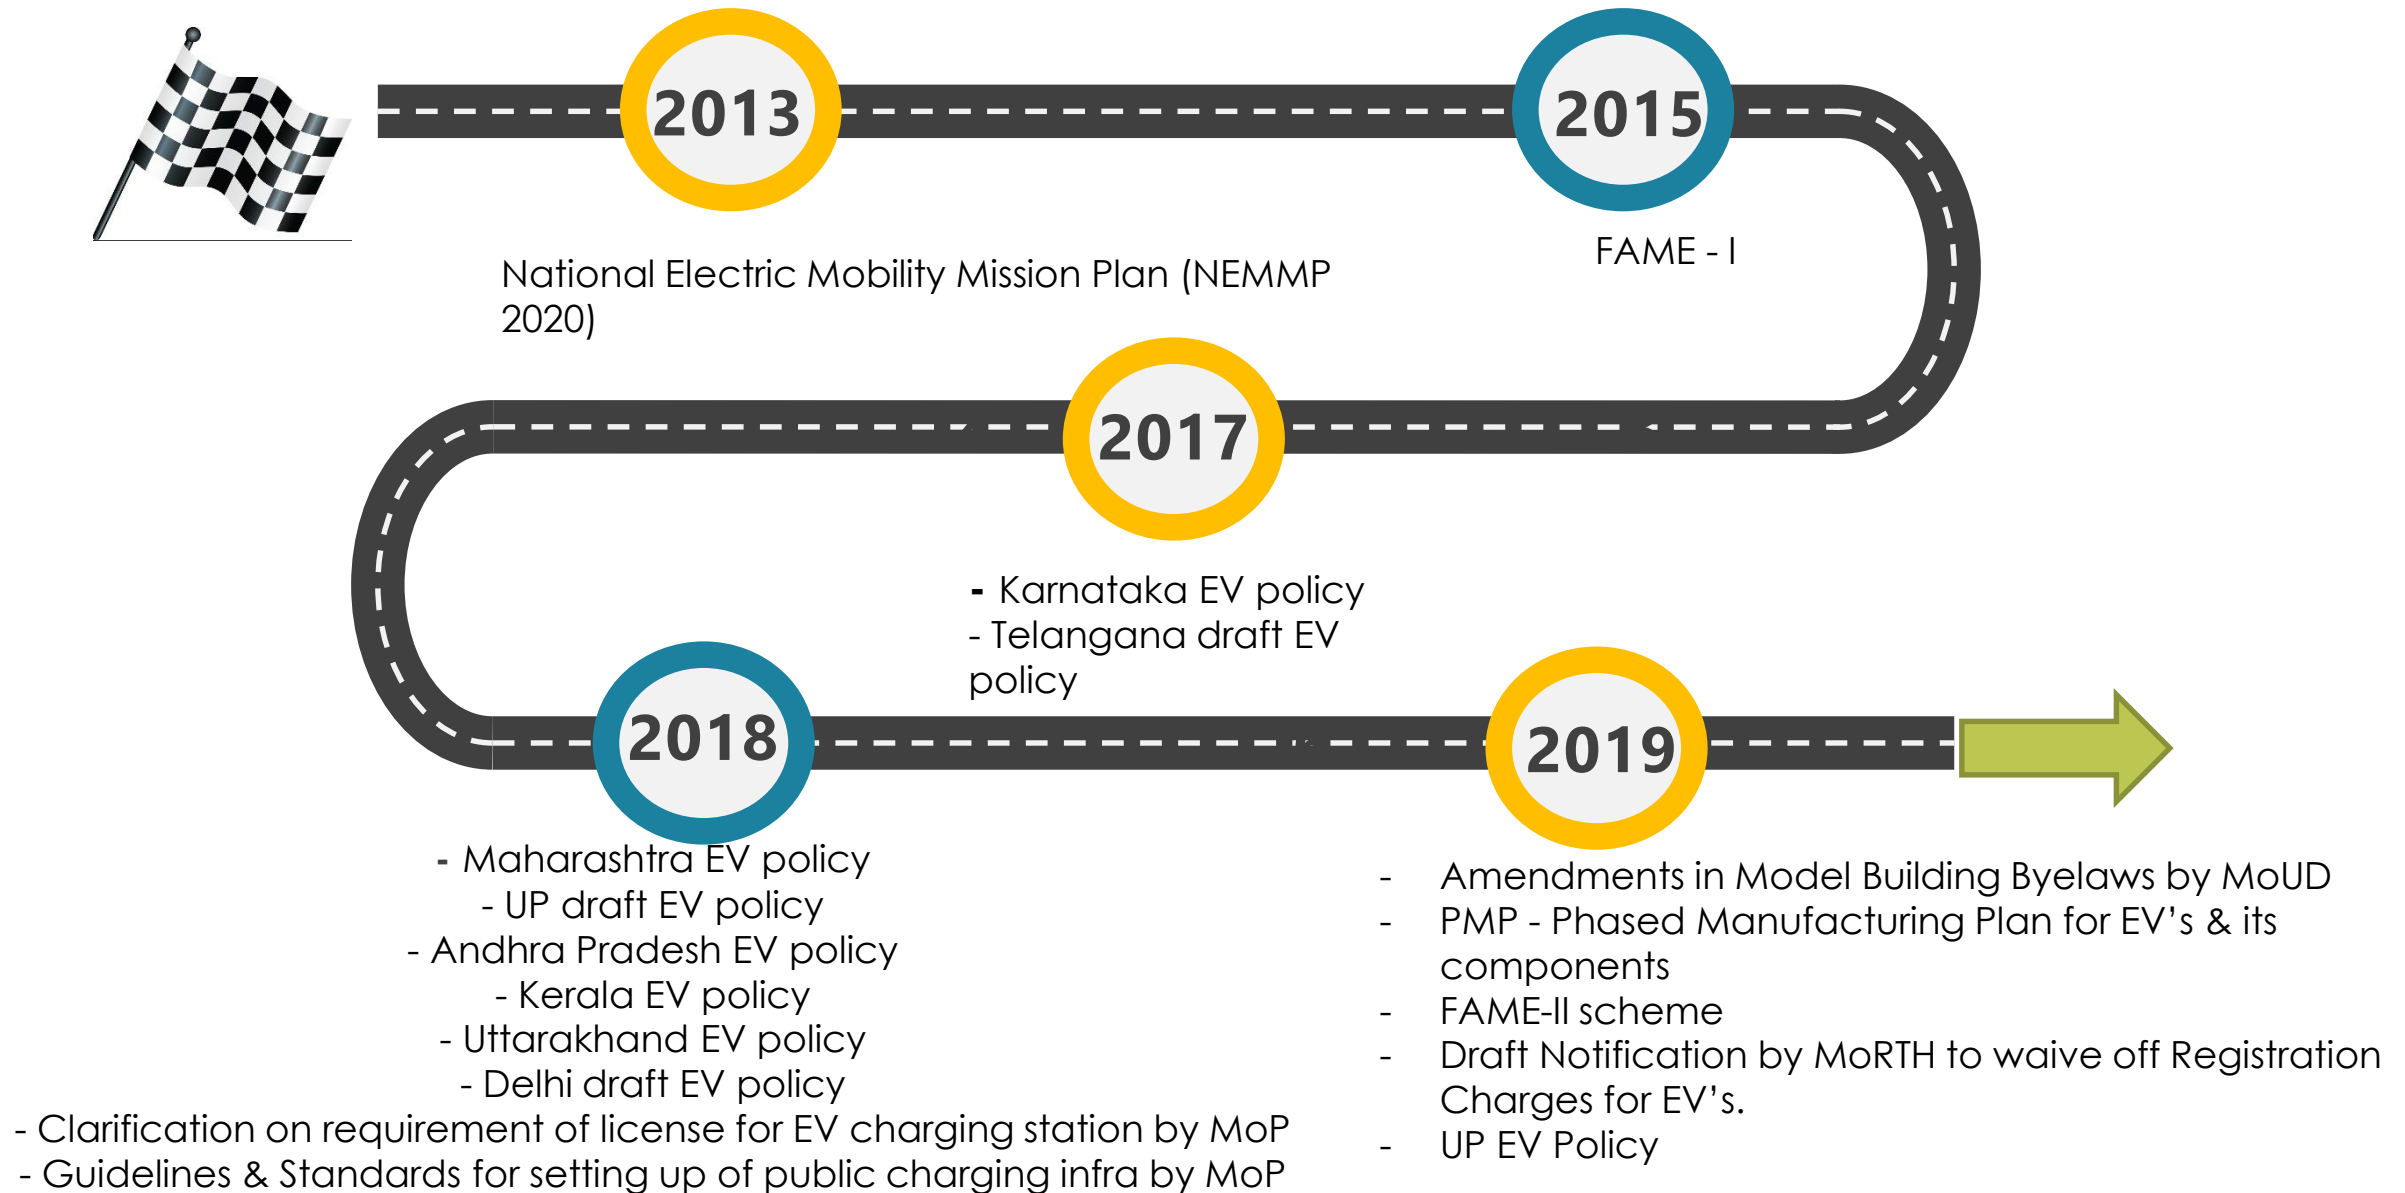 2013
2015
National Electric Mobility Mission Plan (NEMMP
2020)
FAME - I
2017
- Karnataka EV policy
- Telangana draft EV
policy
2018
- Maharashtra EV policy
- UP draft EV policy
- Andhra Pradesh EV policy
- Kerala EV policy
- Uttarakhand EV policy
- Delhi draft EV policy
- Clarification on requirement of license for EV charging station by MoP
- Guidelines & Standards for setting up of public charging infra by MoP
2019
- Amendments in Model Building Byelaws by MoUD
- PMP - Phased Manufacturing Plan for EV’s & its
components
- FAME-II scheme
- Draft Notification by MoRTH to waive off Registration
Charges for EV’s.
- UP EV Policy